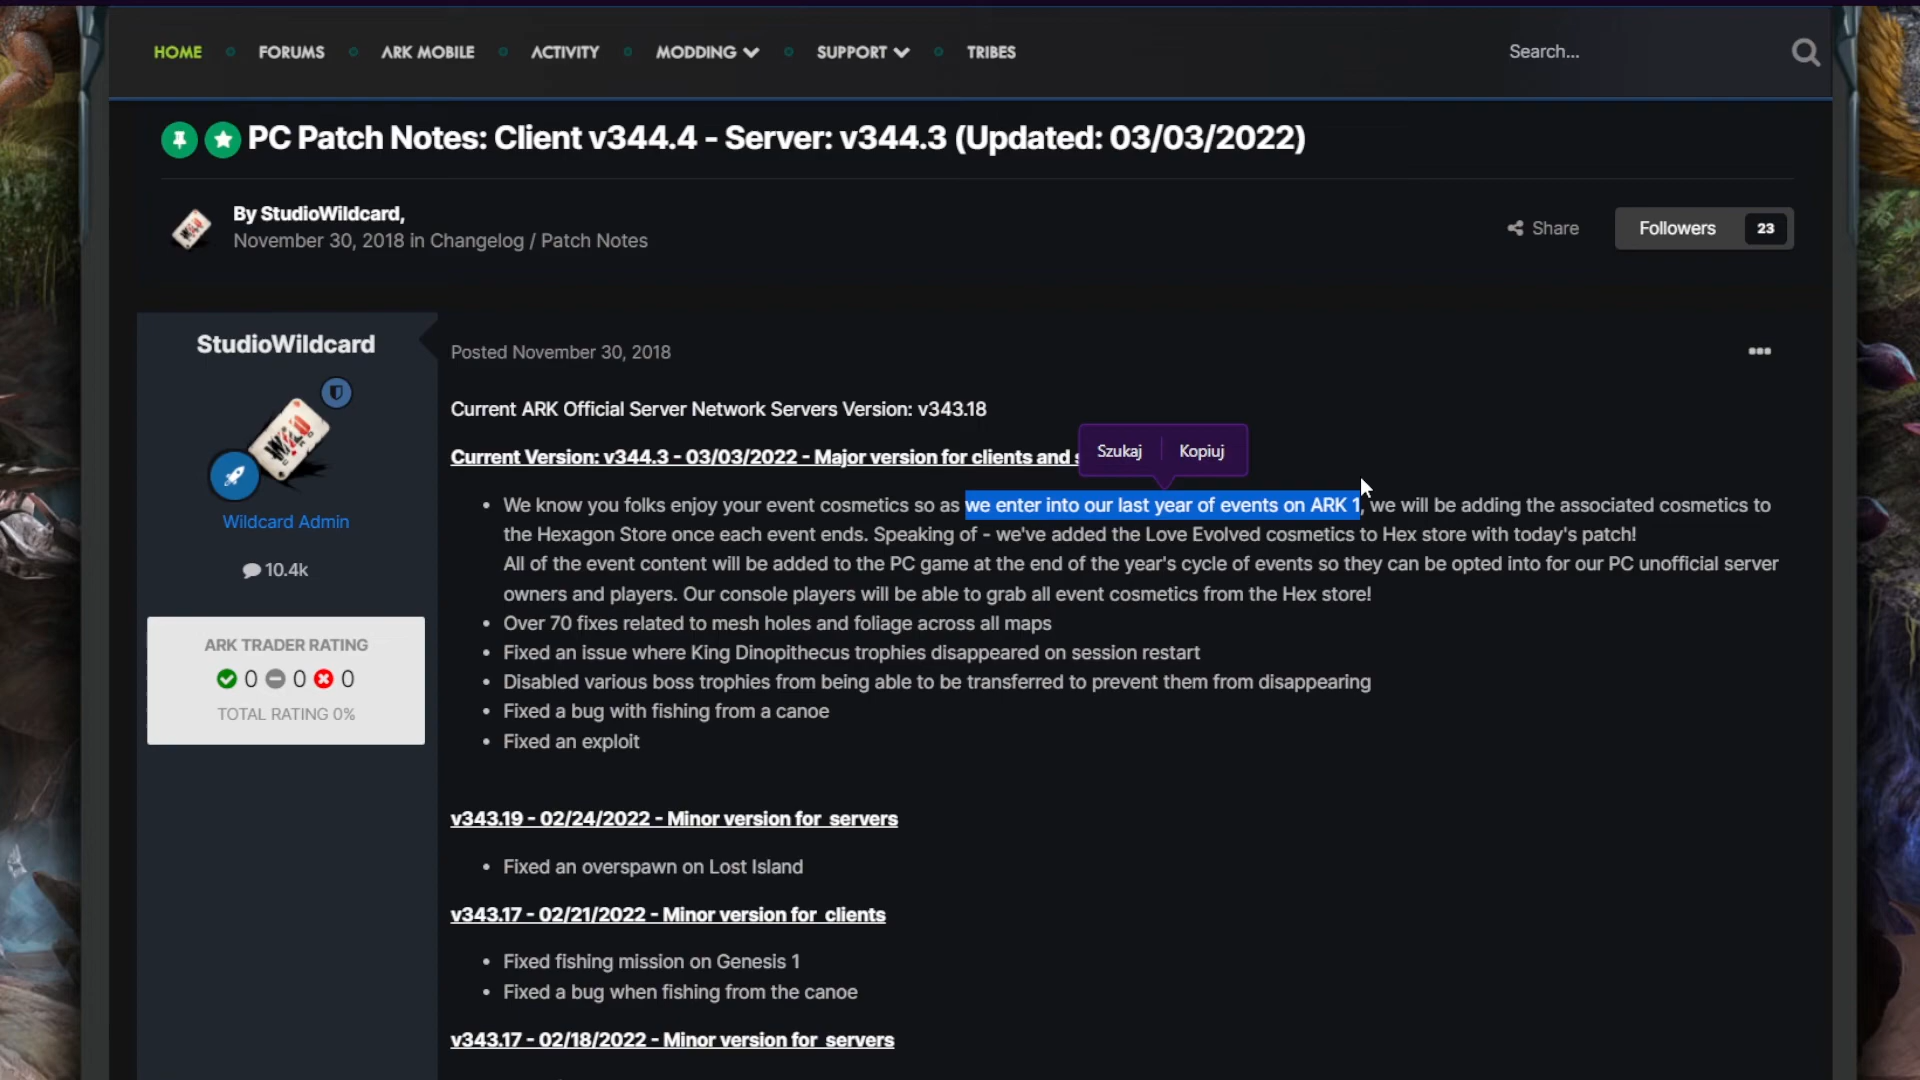 HOME FORUMS ARK MOBILE ACTIVITY MODDING SUPPORT TRIBES Search...
PC Patch Notes: Client v344.4 - Server: v344.3 (Updated: 03/03/2022)
By StudioWildcard,
November 30, 2018 in Changelog / Patch Notes
Share
Followers 23
StudioWildcard
Wildcard Admin
10.4k
ARK TRADER RATING
0 0 0
TOTAL RATING 0%
Posted November 30, 2018
Current ARK Official Server Network Servers Version: v343.18
Current Version: v344.3 - 03/03/2022 - Major version for clients and s
Szukaj Kopiuj
• We know you folks enjoy your event cosmetics so as we enter into our last year of events on ARK 1, we will be adding the associated cosmetics to
the Hexagon Store once each event ends. Speaking of - we've added the Love Evolved cosmetics to Hex store with today's patch!
All of the event content will be added to the PC game at the end of the year's cycle of events so they can be opted into for our PC unofficial server
owners and players. Our console players will be able to grab all event cosmetics from the Hex store!
• Over 70 fixes related to mesh holes and foliage across all maps
• Fixed an issue where King Dinopithecus trophies disappeared on session restart
• Disabled various boss trophies from being able to be transferred to prevent them from disappearing
• Fixed a bug with fishing from a canoe
• Fixed an exploit
v343.19 - 02/24/2022 - Minor version for servers
• Fixed an overspawn on Lost Island
v343.17 - 02/21/2022 - Minor version for clients
• Fixed fishing mission on Genesis 1
• Fixed a bug when fishing from the canoe
v343.17 - 02/18/2022 - Minor version for servers